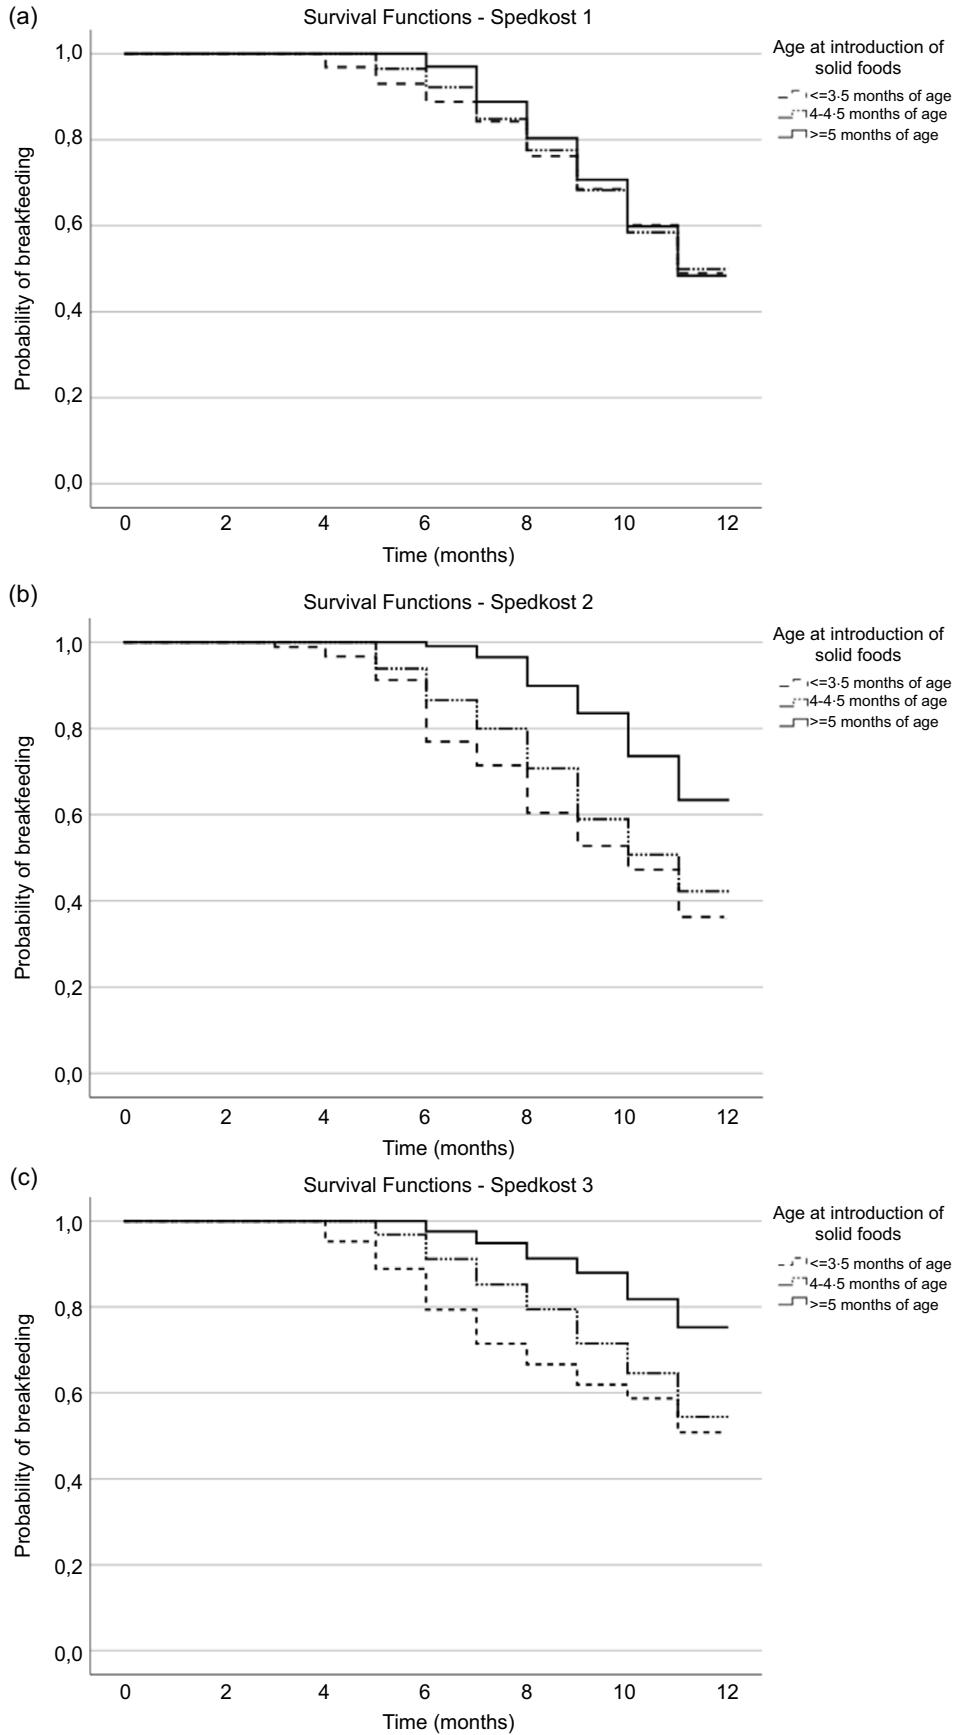 (a)
Survival Functions - Spedkost 1
Probability of breakfeeding
1,0
0,8
0,6
0,4
0,2
0,0
0 2 4 6 8 10 12
Time (months)
Age at introduction of
solid foods
<=3·5 months of age
4-4·5 months of age
>=5 months of age
(b)
Survival Functions - Spedkost 2
Probability of breakfeeding
1,0
0,8
0,6
0,4
0,2
0,0
0 2 4 6 8 10 12
Time (months)
Age at introduction of
solid foods
<=3·5 months of age
4-4·5 months of age
>=5 months of age
(c)
Survival Functions - Spedkost 3
Probability of breakfeeding
1,0
0,8
0,6
0,4
0,2
0,0
0 2 4 6 8 10 12
Time (months)
Age at introduction of
solid foods
<=3·5 months of age
4-4·5 months of age
>=5 months of age